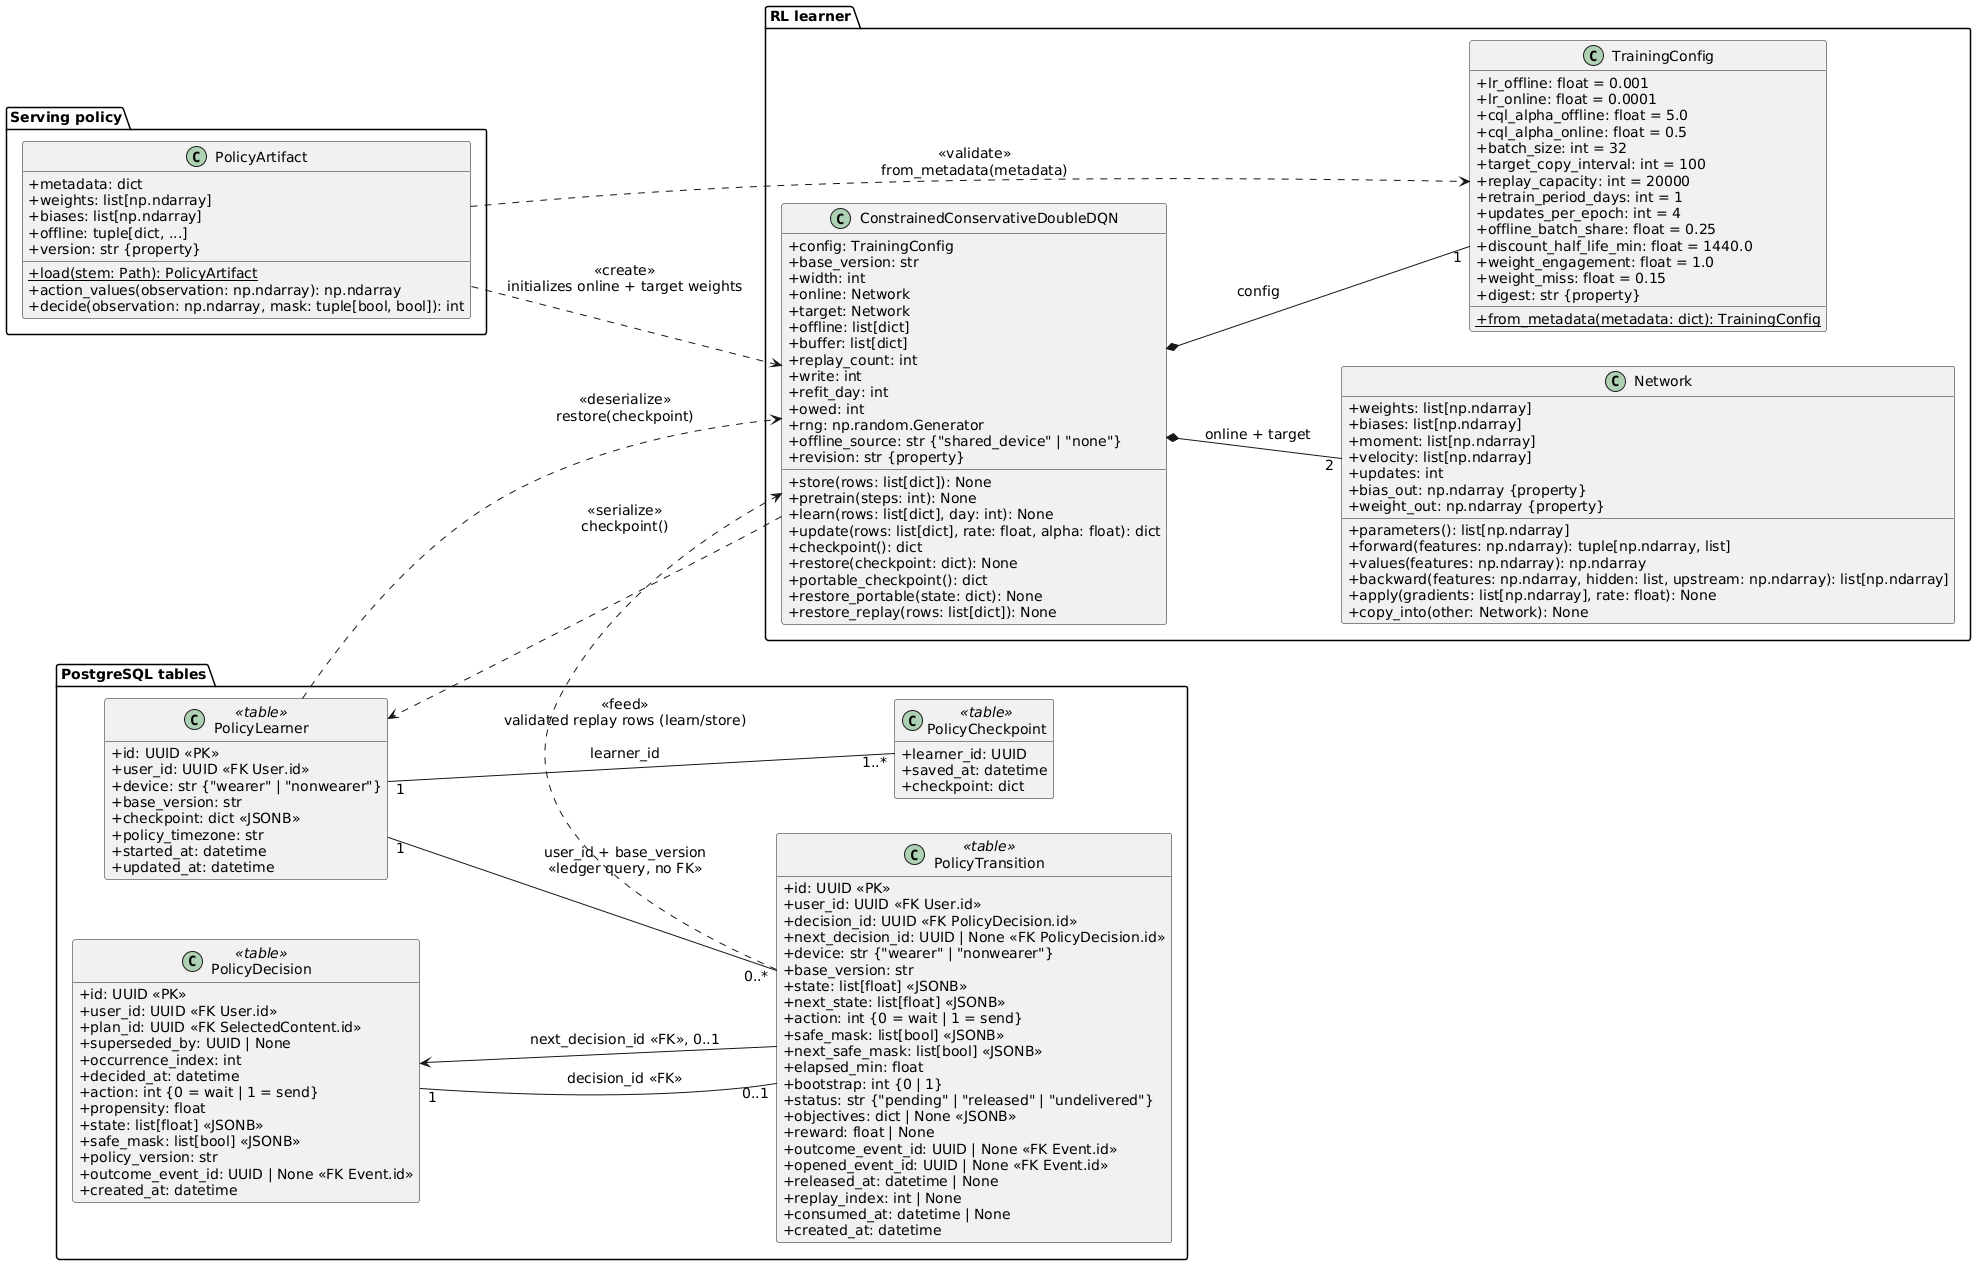 RL learner
TrainingConfig
+lr_offline: float = 0.001
+lr_online: float = 0.0001
+cql_alpha_offline: float = 5.0
+cql_alpha_online: float = 0.5
+batch_size: int = 32
+target_copy_interval: int = 100
+replay_capacity: int = 20000
+retrain_period_days: int = 1
+updates_per_epoch: int = 4
+offline_batch_share: float = 0.25
+discount_half_life_min: float = 1440.0
+weight_engagement: float = 1.0
+weight_miss: float = 0.15
+digest: str {property}
+from_metadata(metadata: dict): TrainingConfig
Serving policy
PolicyArtifact
+metadata: dict
+weights: list[np.ndarray]
+biases: list[np.ndarray]
+offline: tuple[dict, ...]
+version: str {property}
+load(stem: Path): PolicyArtifact
+action_values(observation: np.ndarray): np.ndarray
+decide(observation: np.ndarray, mask: tuple[bool, bool]): int
«validate»
from_metadata(metadata)
«create»
initializes online + target weights
ConstrainedConservativeDoubleDQN
+config: TrainingConfig
+base_version: str
+width: int
+online: Network
+target: Network
+offline: list[dict]
+buffer: list[dict]
+replay_count: int
+write: int
+refit_day: int
+owed: int
+rng: np.random.Generator
+offline_source: str {"shared_device" | "none"}
+revision: str {property}
+store(rows: list[dict]): None
+pretrain(steps: int): None
+learn(rows: list[dict], day: int): None
+update(rows: list[dict], rate: float, alpha: float): dict
+checkpoint(): dict
+restore(checkpoint: dict): None
+portable_checkpoint(): dict
+restore_portable(state: dict): None
+restore_replay(rows: list[dict]): None
config
1
online + target
2
Network
+weights: list[np.ndarray]
+biases: list[np.ndarray]
+moment: list[np.ndarray]
+velocity: list[np.ndarray]
+updates: int
+bias_out: np.ndarray {property}
+weight_out: np.ndarray {property}
+parameters(): list[np.ndarray]
+forward(features: np.ndarray): tuple[np.ndarray, list]
+values(features: np.ndarray): np.ndarray
+backward(features: np.ndarray, hidden: list, upstream: np.ndarray): list[np.ndarray]
+apply(gradients: list[np.ndarray], rate: float): None
+copy_into(other: Network): None
«deserialize»
restore(checkpoint)
«serialize»
checkpoint()
PostgreSQL tables
«table»
PolicyLearner
+id: UUID «PK»
+user_id: UUID «FK User.id»
+device: str {"wearer" | "nonwearer"}
+base_version: str
+checkpoint: dict «JSONB»
+policy_timezone: str
+started_at: datetime
+updated_at: datetime
«feed»
validated replay rows (learn/store)
learner_id
1
1..*
«table»
PolicyCheckpoint
+learner_id: UUID
+saved_at: datetime
+checkpoint: dict
1
user_id + base_version
«ledger query, no FK»
0..*
«table»
PolicyTransition
+id: UUID «PK»
+user_id: UUID «FK User.id»
+decision_id: UUID «FK PolicyDecision.id»
+next_decision_id: UUID | None «FK PolicyDecision.id»
+device: str {"wearer" | "nonwearer"}
+base_version: str
+state: list[float] «JSONB»
+next_state: list[float] «JSONB»
+action: int {0 = wait | 1 = send}
+safe_mask: list[bool] «JSONB»
+next_safe_mask: list[bool] «JSONB»
+elapsed_min: float
+bootstrap: int {0 | 1}
+status: str {"pending" | "released" | "undelivered"}
+objectives: dict | None «JSONB»
+reward: float | None
+outcome_event_id: UUID | None «FK Event.id»
+opened_event_id: UUID | None «FK Event.id»
+released_at: datetime | None
+replay_index: int | None
+consumed_at: datetime | None
+created_at: datetime
«table»
PolicyDecision
+id: UUID «PK»
+user_id: UUID «FK User.id»
+plan_id: UUID «FK SelectedContent.id»
+superseded_by: UUID | None
+occurrence_index: int
+decided_at: datetime
+action: int {0 = wait | 1 = send}
+propensity: float
+state: list[float] «JSONB»
+safe_mask: list[bool] «JSONB»
+policy_version: str
+outcome_event_id: UUID | None «FK Event.id»
+created_at: datetime
next_decision_id «FK», 0..1
decision_id «FK»
1
0..1